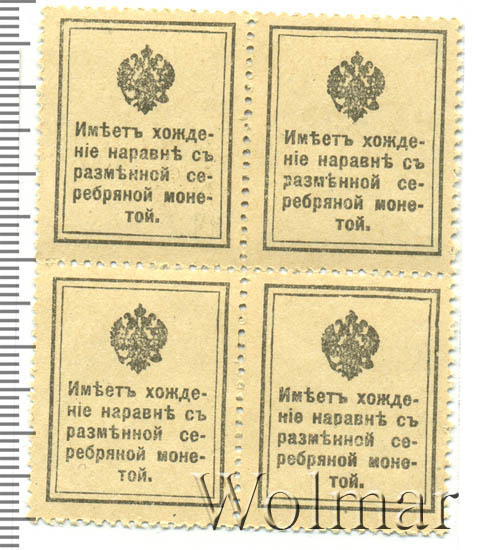 Имѣетъ хожде-
ніе наравнѣ съ
размѣнной се-
ребряной моне-
той.
Имѣетъ хожде-
ніе наравнѣ съ
размѣнной се-
ребряной моне-
той.
Имѣетъ хожде-
ніе наравнѣ съ
размѣнной се-
ребряной моне-
той.
Имѣетъ хожде-
ніе наравнѣ съ
размѣнной се-
ребряной моне-
той.
Wolmar